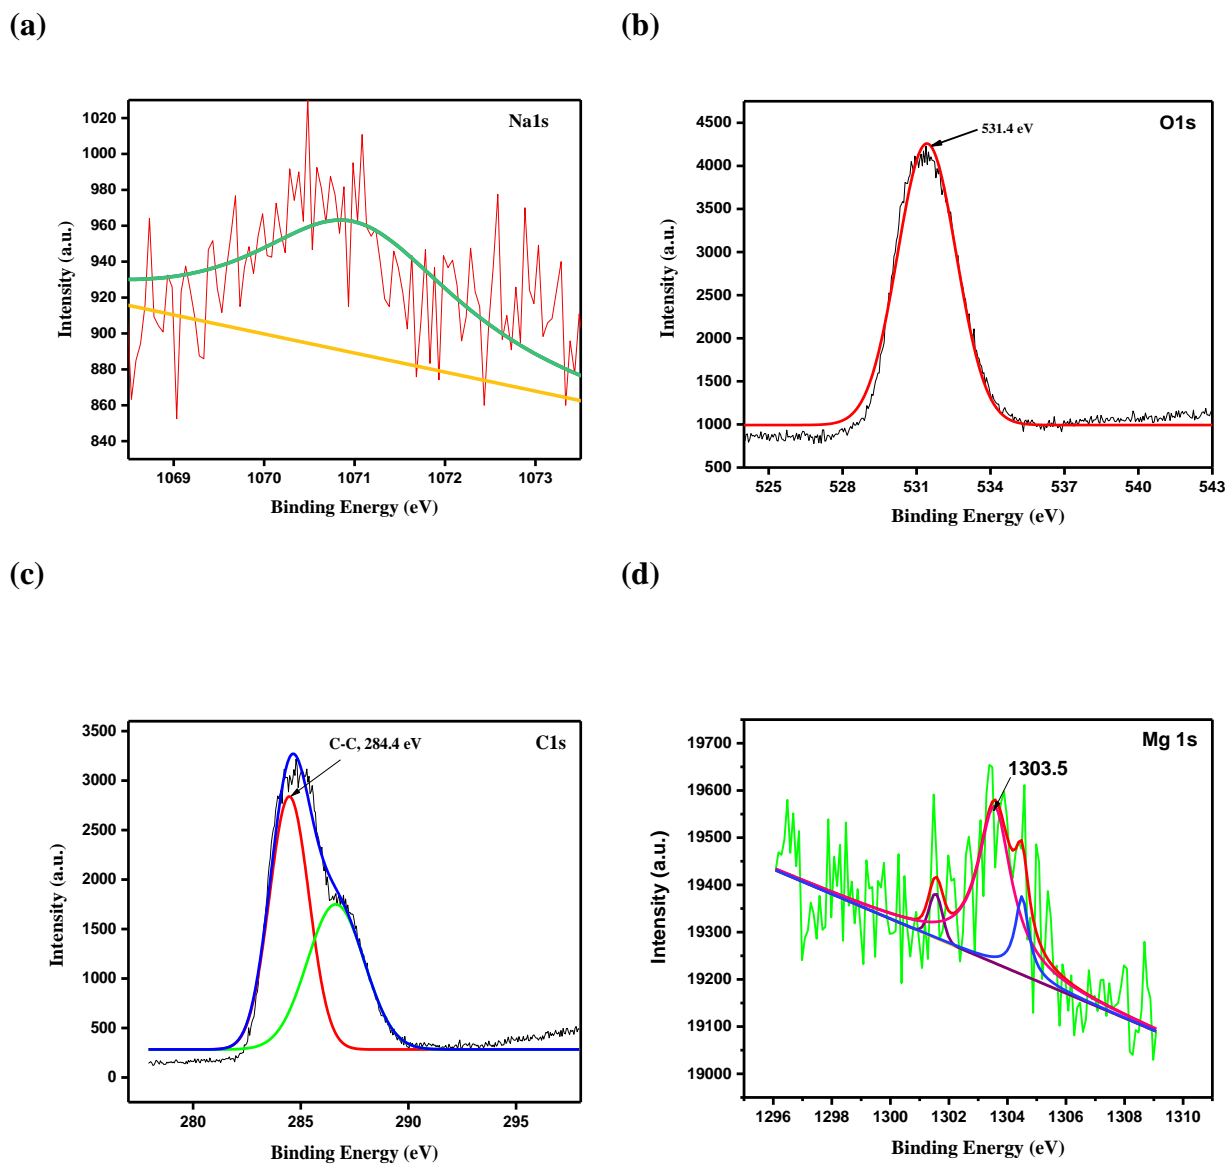 (a)
Na1s
1020
1000
980
960
940
920
900
880
860
840
Intensity (a.u.)
1069 1070 1071 1072 1073
Binding Energy (eV)
(b)
O1s
531.4 eV
4500
4000
3500
3000
2500
2000
1500
1000
500
Intensity (a.u.)
525 528 531 534 537 540 543
Binding Energy (eV)
(c)
C1s
C-C, 284.4 eV
3500
3000
2500
2000
1500
1000
500
0
Intensity (a.u.)
280 285 290 295
Binding Energy (eV)
(d)
Mg 1s
1303.5
19700
19600
19500
19400
19300
19200
19100
19000
Intensity (a.u.)
1296 1298 1300 1302 1304 1306 1308 1310
Binding Energy (eV)